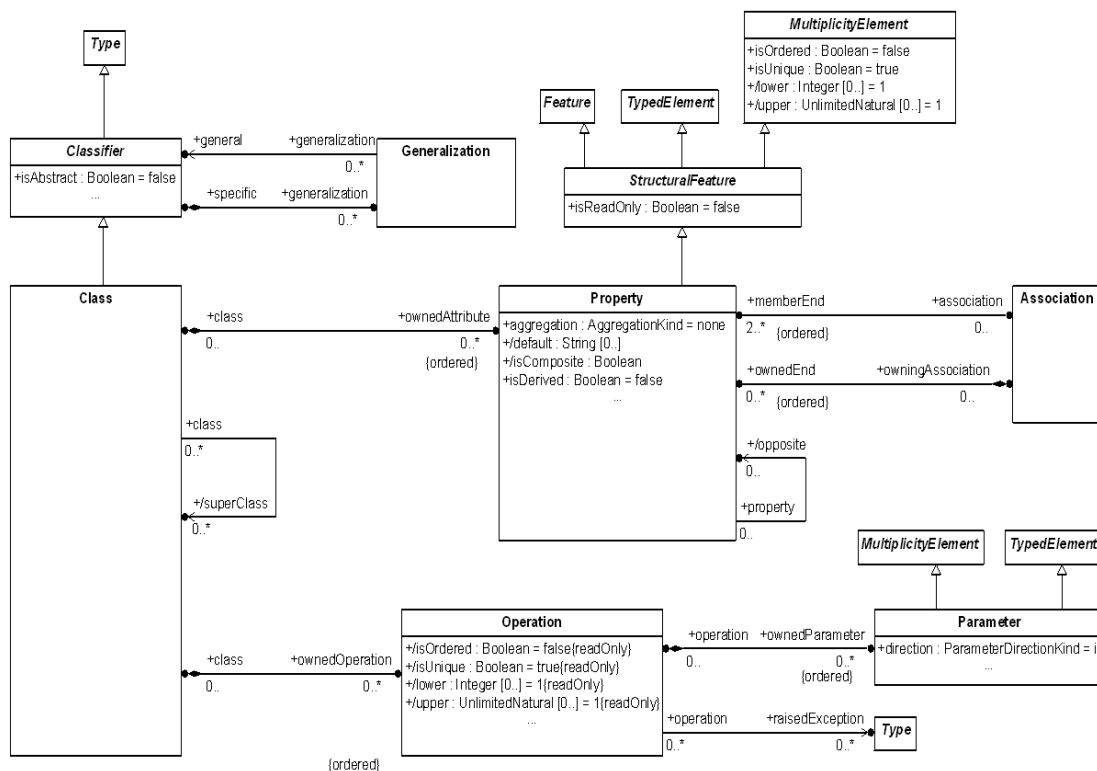 MultiplicityElement
+isOrdered : Boolean = false
+isUnique : Boolean = true
+/lower : Integer [0..] = 1
+/upper : UnlimitedNatural [0..] = 1
Type
Feature
TypedElement
Classifier
+isAbstract : Boolean = false
...
+general
+generalization
0..*
+specific
+generalization
0..*
Generalization
StructuralFeature
+isReadOnly : Boolean = false
Class
+class
0..
+ownedAttribute
0..*
{ordered}
Property
+aggregation : AggregationKind = none
+/default : String [0..]
+/isComposite : Boolean
+isDerived : Boolean = false
...
+memberEnd
2..*
{ordered}
+association
0..
Association
+ownedEnd
0..*
{ordered}
+owningAssociation
0..
+class
0..*
+/superClass
0..*
+/opposite
0..
+property
0..
MultiplicityElement
TypedElement
+class
0..
+ownedOperation
0..*
{ordered}
Operation
+/isOrdered : Boolean = false{readOnly}
+/isUnique : Boolean = true{readOnly}
+/lower : Integer [0..] = 1{readOnly}
+/upper : UnlimitedNatural [0..] = 1{readOnly}
...
+operation
0..
+ownedParameter
0..*
{ordered}
Parameter
+direction : ParameterDirectionKind = i
...
+operation
0..*
+raisedException
0..*
Type